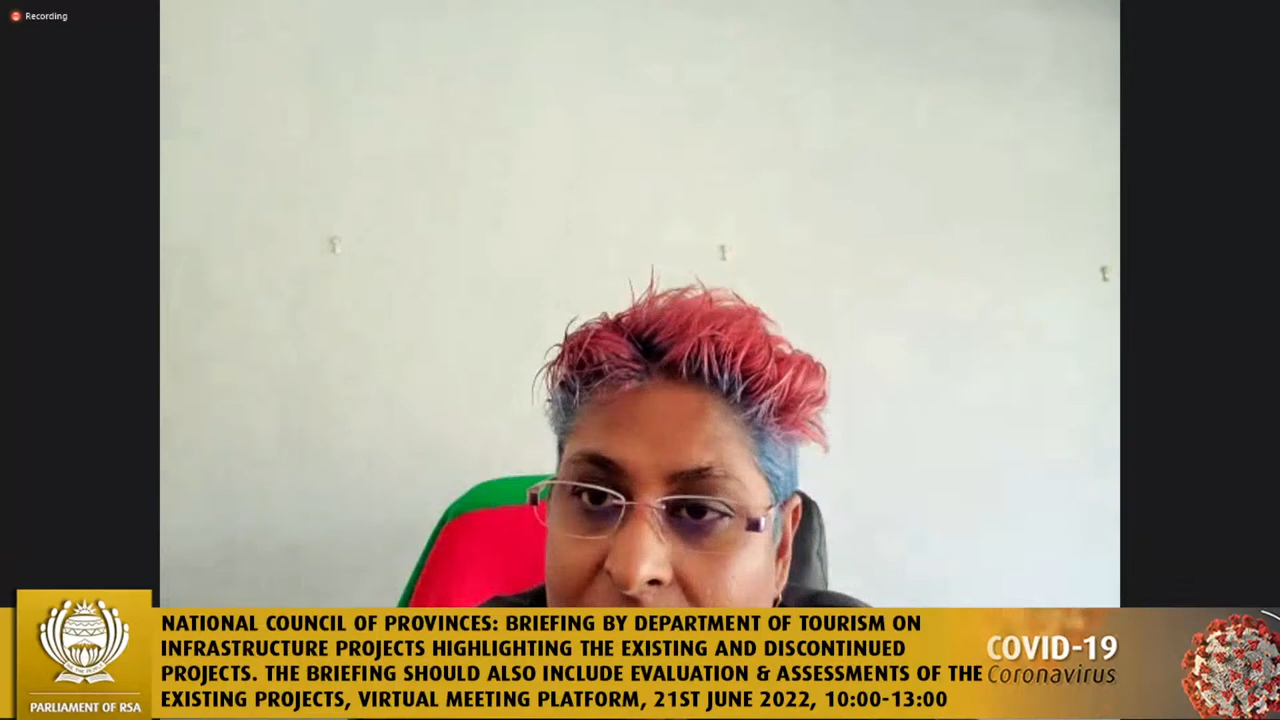 Recording
NATIONAL COUNCIL OF PROVINCES: BRIEFING BY DEPARTMENT OF TOURISM ON
INFRASTRUCTURE PROJECTS HIGHLIGHTING THE EXISTING AND DISCONTINUED
PROJECTS. THE BRIEFING SHOULD ALSO INCLUDE EVALUATION & ASSESSMENTS OF THE
EXISTING PROJECTS, VIRTUAL MEETING PLATFORM, 21ST JUNE 2022, 10:00-13:00
PARLIAMENT OF RSA
COVID-19
Coronavirus